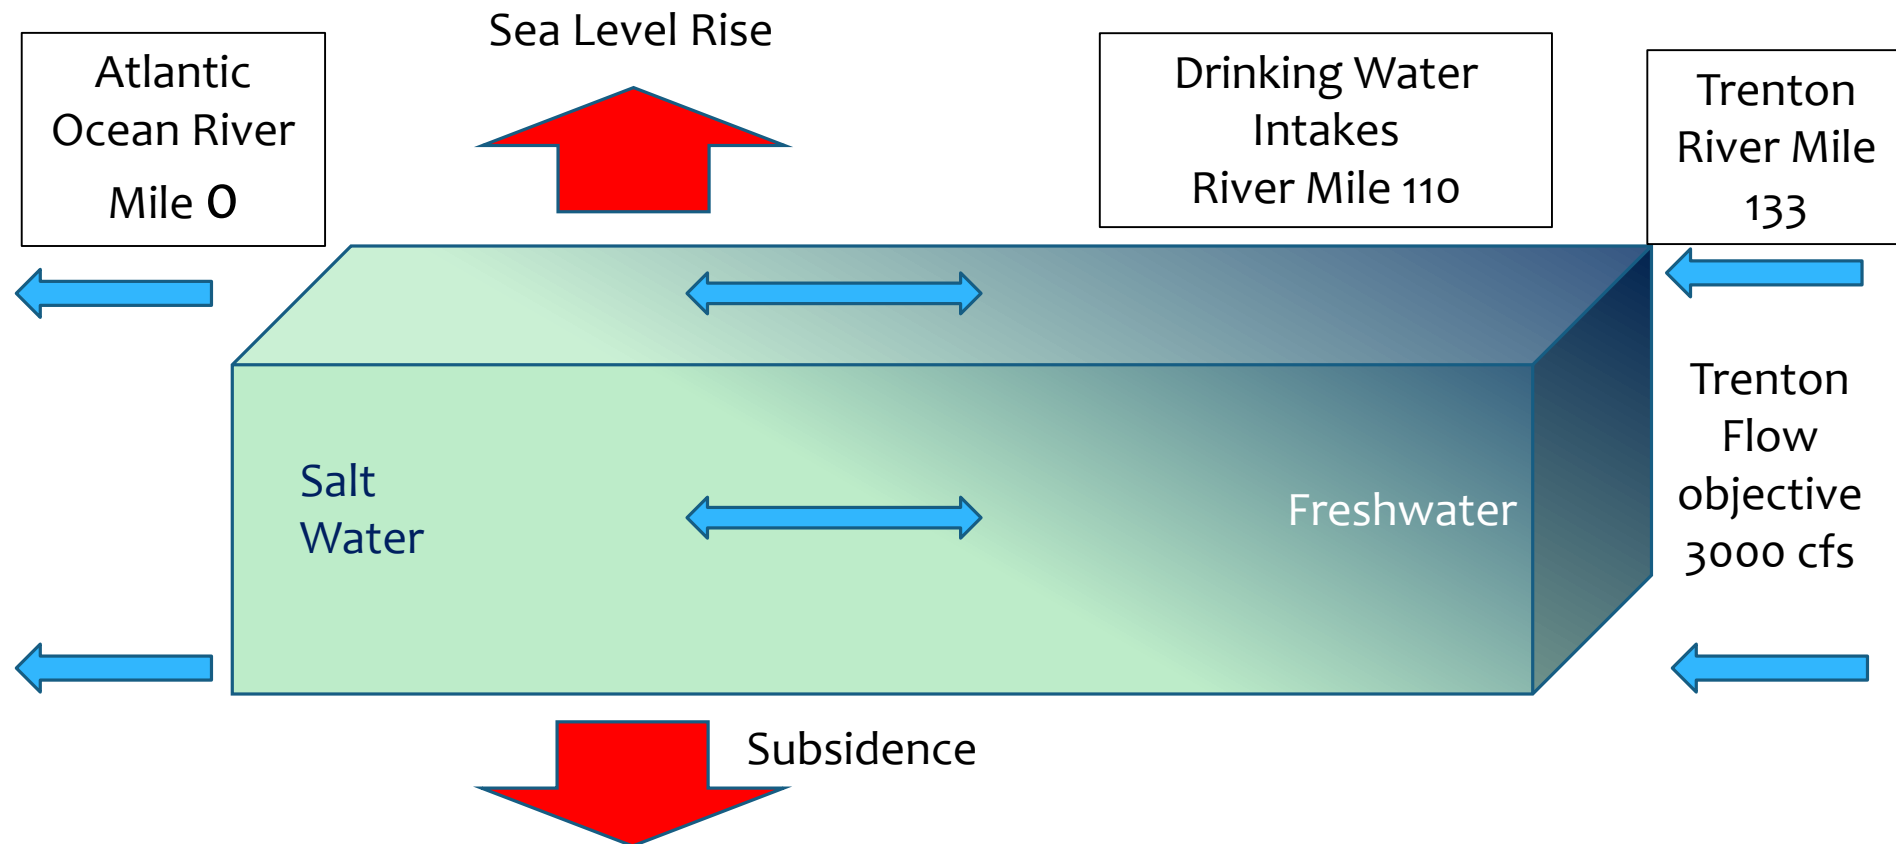 Sea Level Rise
Atlantic
Ocean River
Mile 0
Drinking Water
Intakes
River Mile 110
Trenton
River Mile
133
Trenton
Flow
objective
3000 cfs
Salt
Water
Freshwater
Subsidence